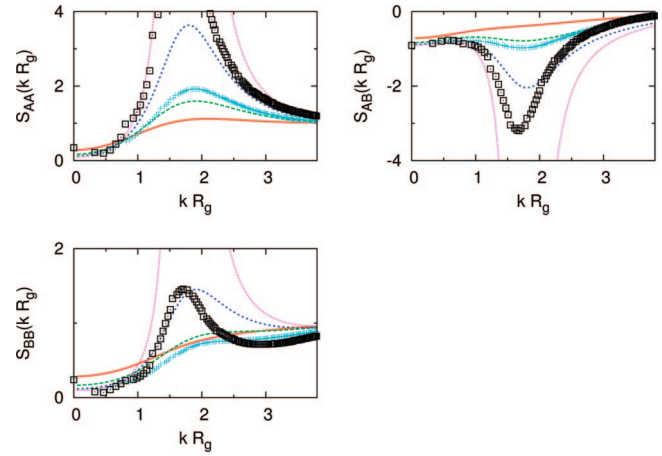 4
2
0
S_AA(k R_g)
0 1 2 3
k R_g
0
-2
-4
S_AB(k R_g)
0 1 2 3
k R_g
2
1
0
S_BB(k R_g)
0 1 2 3
k R_g